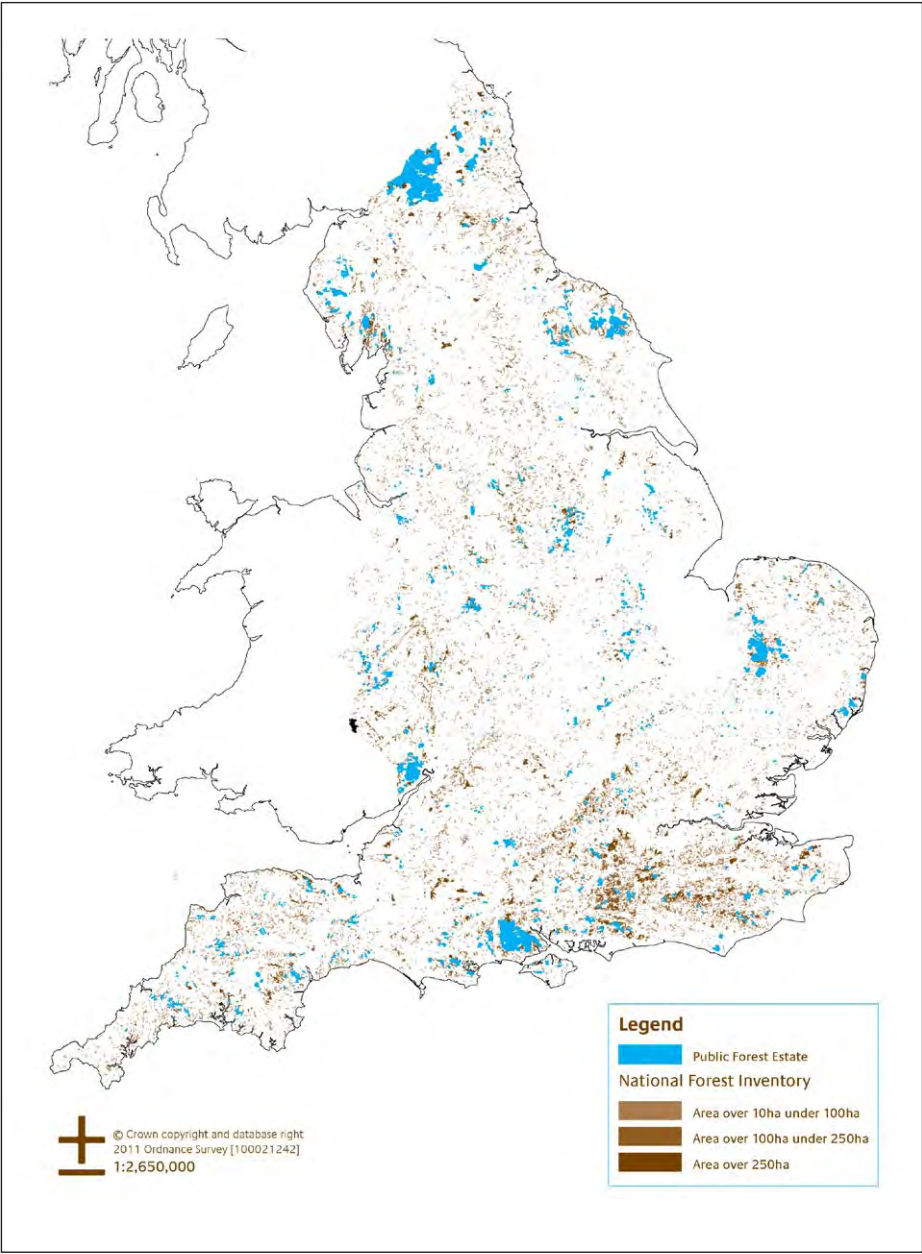 Legend
Public Forest Estate
National Forest Inventory
Area over 10ha under 100ha
Area over 100ha under 250ha
Area over 250ha
© Crown copyright and database right
2011 Ordnance Survey [100021242]
1:2,650,000